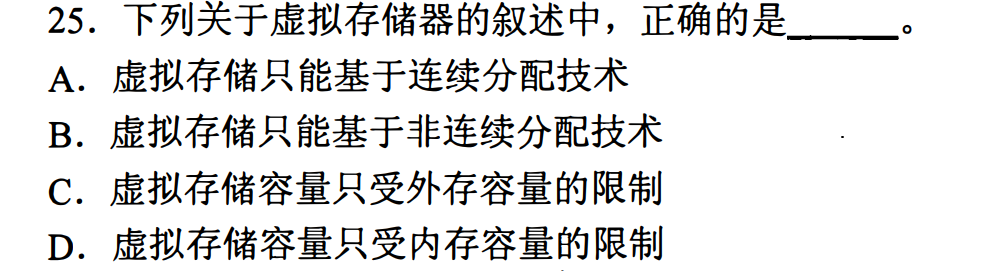 25. 下列关于虚拟存储器的叙述中，正确的是______。
A. 虚拟存储只能基于连续分配技术
B. 虚拟存储只能基于非连续分配技术
C. 虚拟存储容量只受外存容量的限制
D. 虚拟存储容量只受内存容量的限制